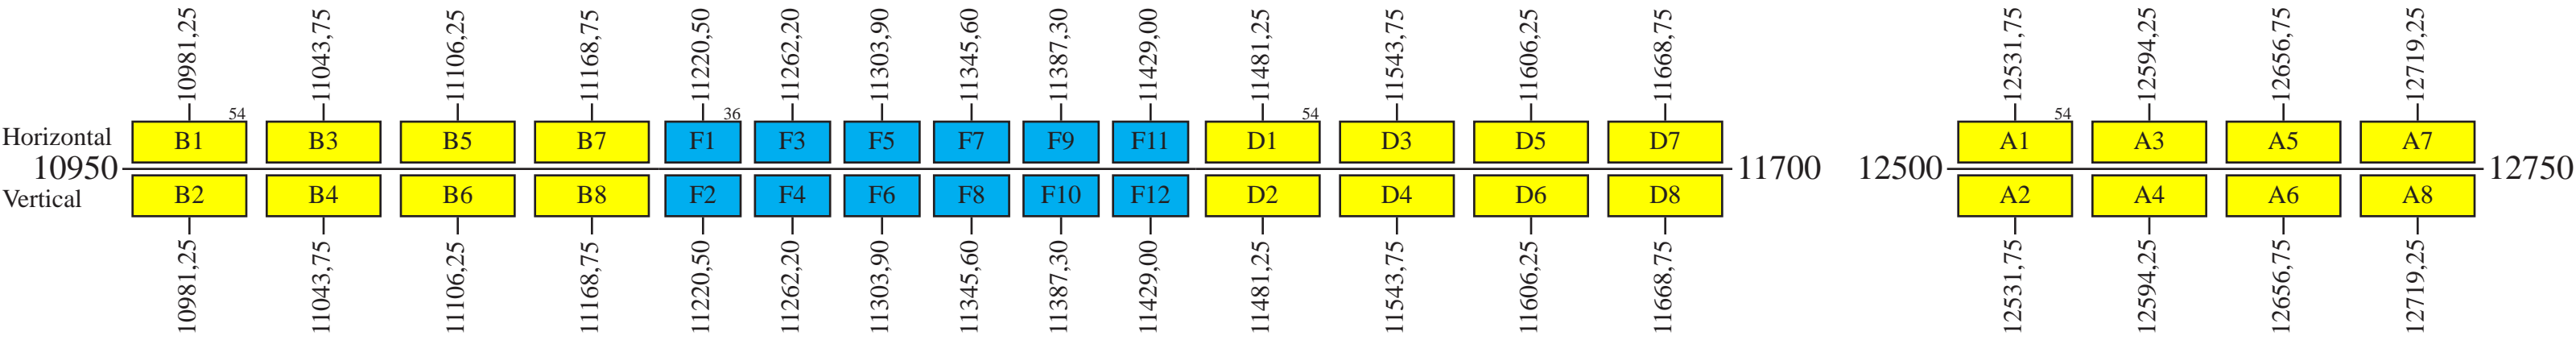 10981,25 11043,75 11106,25 11168,75 11220,50 11262,20 11303,90 11345,60 11387,30 11429,00 11481,25 11543,75 11606,25 11668,75 12531,75 12594,25 12656,75 12719,25
54 36 54 54
Horizontal B1 B3 B5 B7 F1 F3 F5 F7 F9 F11 D1 D3 D5 D7 A1 A3 A5 A7
10950 11700 12500 12750
Vertical B2 B4 B6 B8 F2 F4 F6 F8 F10 F12 D2 D4 D6 D8 A2 A4 A6 A8
10981,25 11043,75 11106,25 11168,75 11220,50 11262,20 11303,90 11345,60 11387,30 11429,00 11481,25 11543,75 11606,25 11668,75 12531,75 12594,25 12656,75 12719,25